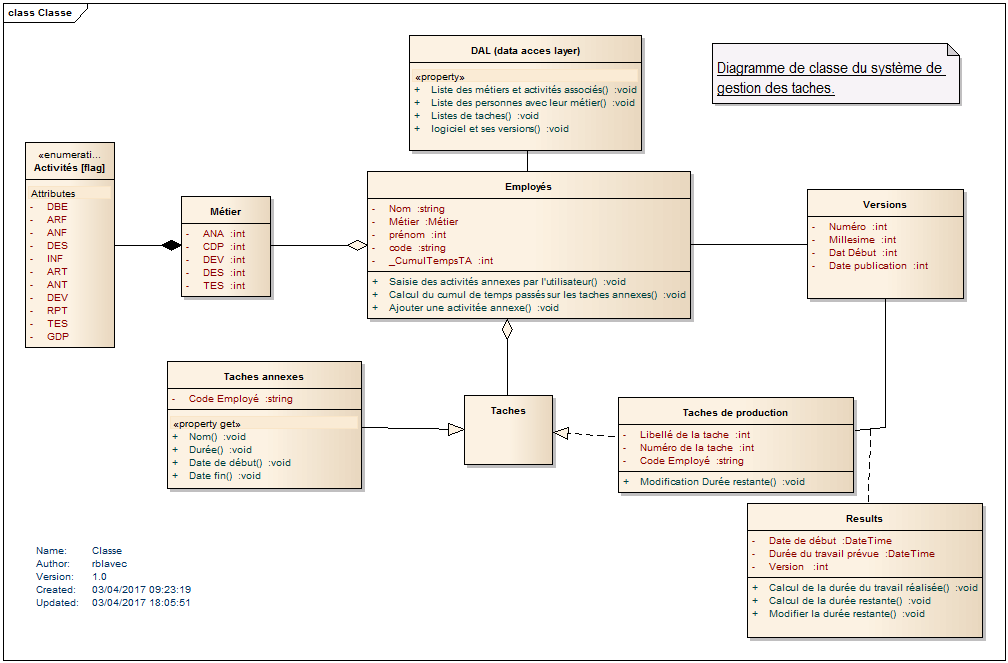 class Classe
DAL (data acces layer)
«property»
+ Liste des métiers et activités associés() :void
+ Liste des personnes avec leur métier() :void
+ Listes de taches() :void
+ logiciel et ses versions() :void
Diagramme de classe du système de
gestion des taches.
«enumerati...
Activités [flag]
Attributes
- DBE
- ARF
- ANF
- DES
- INF
- ART
- ANT
- DEV
- RPT
- TES
- GDP
Métier
- ANA :int
- CDP :int
- DEV :int
- DES :int
- TES :int
Employés
- Nom :string
- Métier :Métier
- prénom :int
- code :string
- _CumulTempsTA :int
+ Saisie des activités annexes par l'utilisateur() :void
+ Calcul du cumul de temps passés sur les taches annexes() :void
+ Ajouter une activitée annexe() :void
Versions
- Numéro :int
- Millesime :int
- Dat Début :int
- Date publication :int
Taches annexes
- Code Employé :string
«property get»
+ Nom() :void
+ Durée() :void
+ Date de début() :void
+ Date fin() :void
Taches
Taches de production
- Libellé de la tache :int
- Numéro de la tache :int
- Code Employé :string
+ Modification Durée restante() :void
Results
- Date de début :DateTime
- Durée du travail prévue :DateTime
- Version :int
+ Calcul de la durée du travail réalisée() :void
+ Calcul de la durée restante() :void
+ Modifier la durée restante() :void
Name: Classe
Author: rblavec
Version: 1.0
Created: 03/04/2017 09:23:19
Updated: 03/04/2017 18:05:51